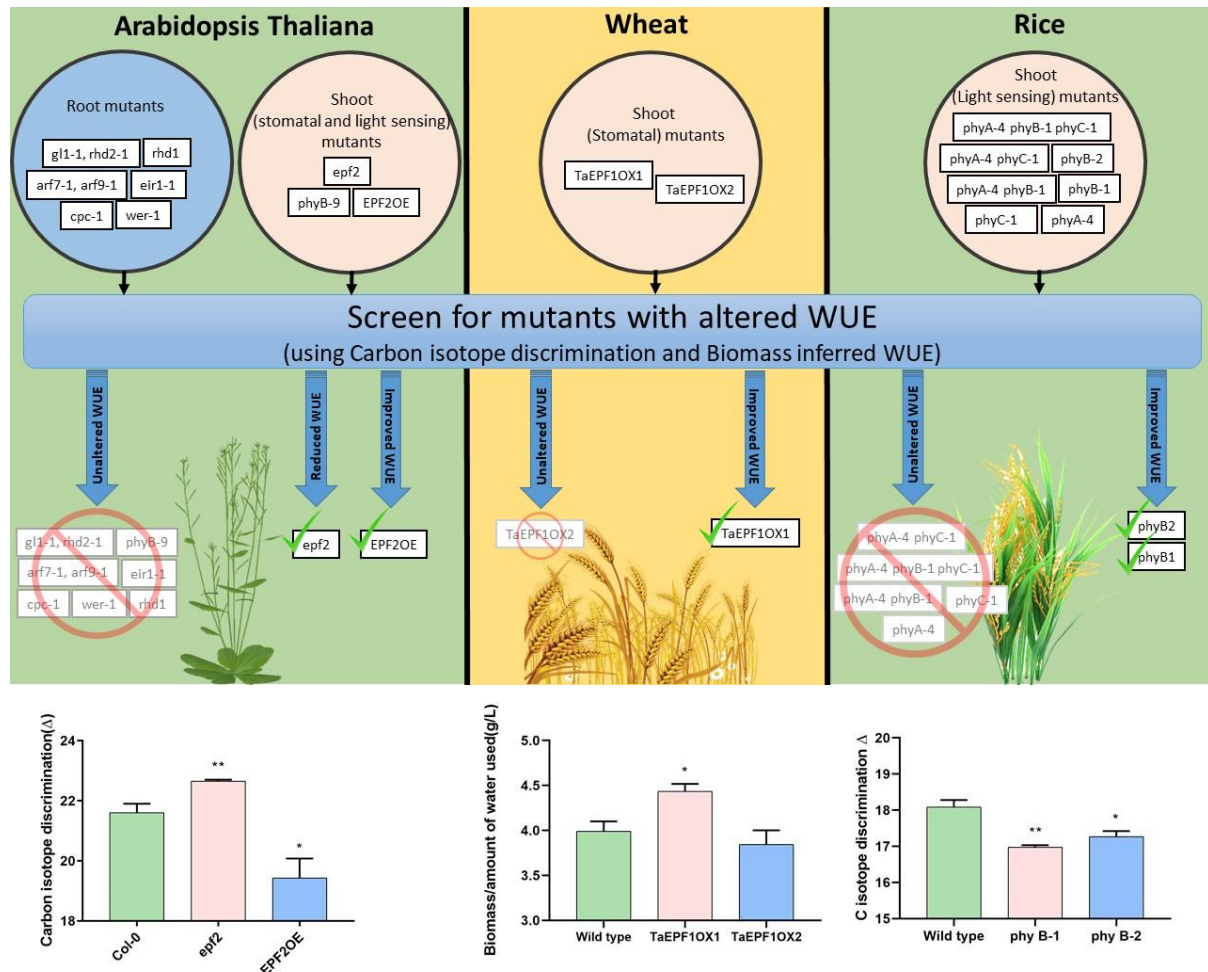 Arabidopsis Thaliana
Wheat
Rice
Root mutants
gl1-1, rhd2-1
rhd1
arf7-1, arf9-1
eir1-1
cpc-1
wer-1
Shoot
(stomatal and light sensing)
mutants
epf2
phyB-9
EPF2OE
Shoot
(Stomatal) mutants
TaEPF1OX1
TaEPF1OX2
Shoot
(Light sensing) mutants
phyA-4 phyB-1 phyC-1
phyA-4 phyC-1
phyB-2
phyA-4 phyB-1
phyB-1
phyC-1
phyA-4
Screen for mutants with altered WUE
(using Carbon isotope discrimination and Biomass inferred WUE)
Unaltered WUE
Reduced WUE
Improved WUE
Unaltered WUE
Improved WUE
Unaltered WUE
Improved WUE
gl1-1, rhd2-1
phyB-9
arf7-1, arf9-1
eir1-1
cpc-1
wer-1
rhd1
epf2
EPF2OE
TaEPF1OX2
TaEPF1OX1
phyA-4 phyC-1
phyA-4 phyB-1 phyC-1
phyA-4 phyB-1
phyC-1
phyA-4
phyB2
phyB1
Carbon isotope discrimination(Δ)
24
22
20
18
**
*
Col-0
epf2
EPF2OE
Biomass/amount of water used(g/L)
5.0
4.5
4.0
3.5
3.0
*
Wild type
TaEPF1OX1
TaEPF1OX2
C isotope discrimination Δ
20
19
18
17
16
15
**
*
Wild type
phy B-1
phy B-2